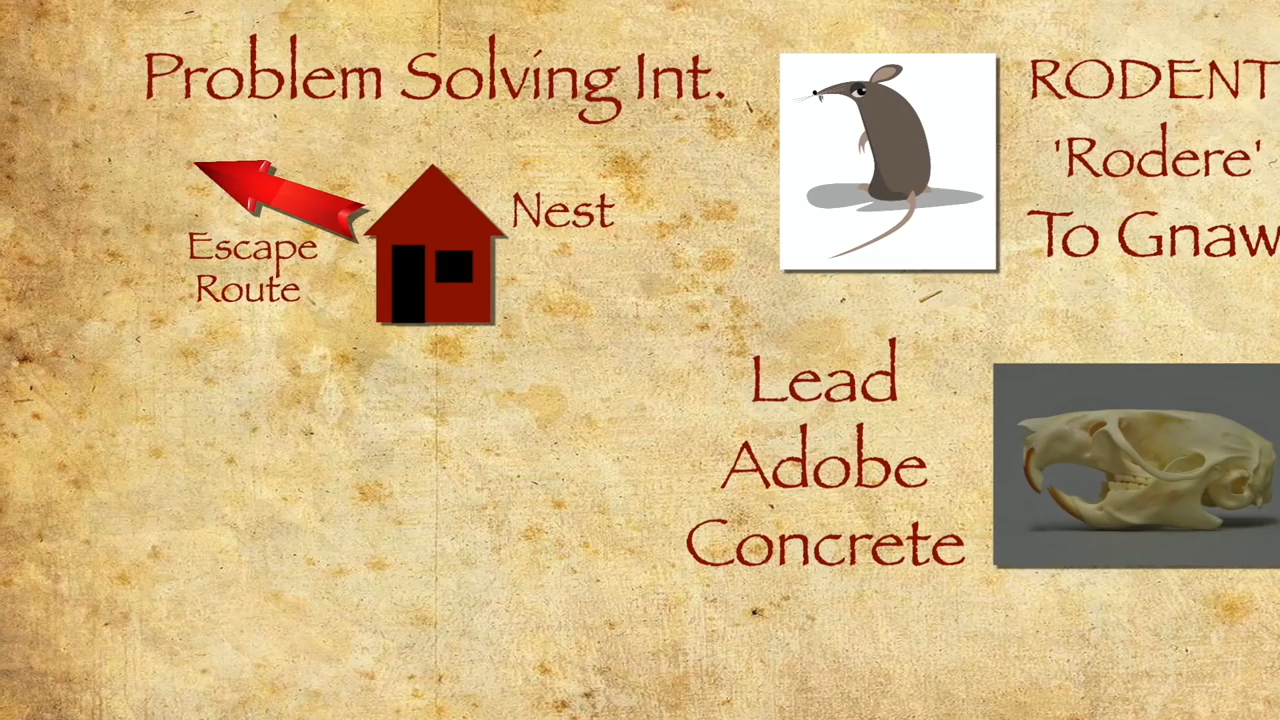 Problem Solving Int.
Escape
Route
Nest
RODENT
'Rodere'
To Gnaw
Lead
Adobe
Concrete